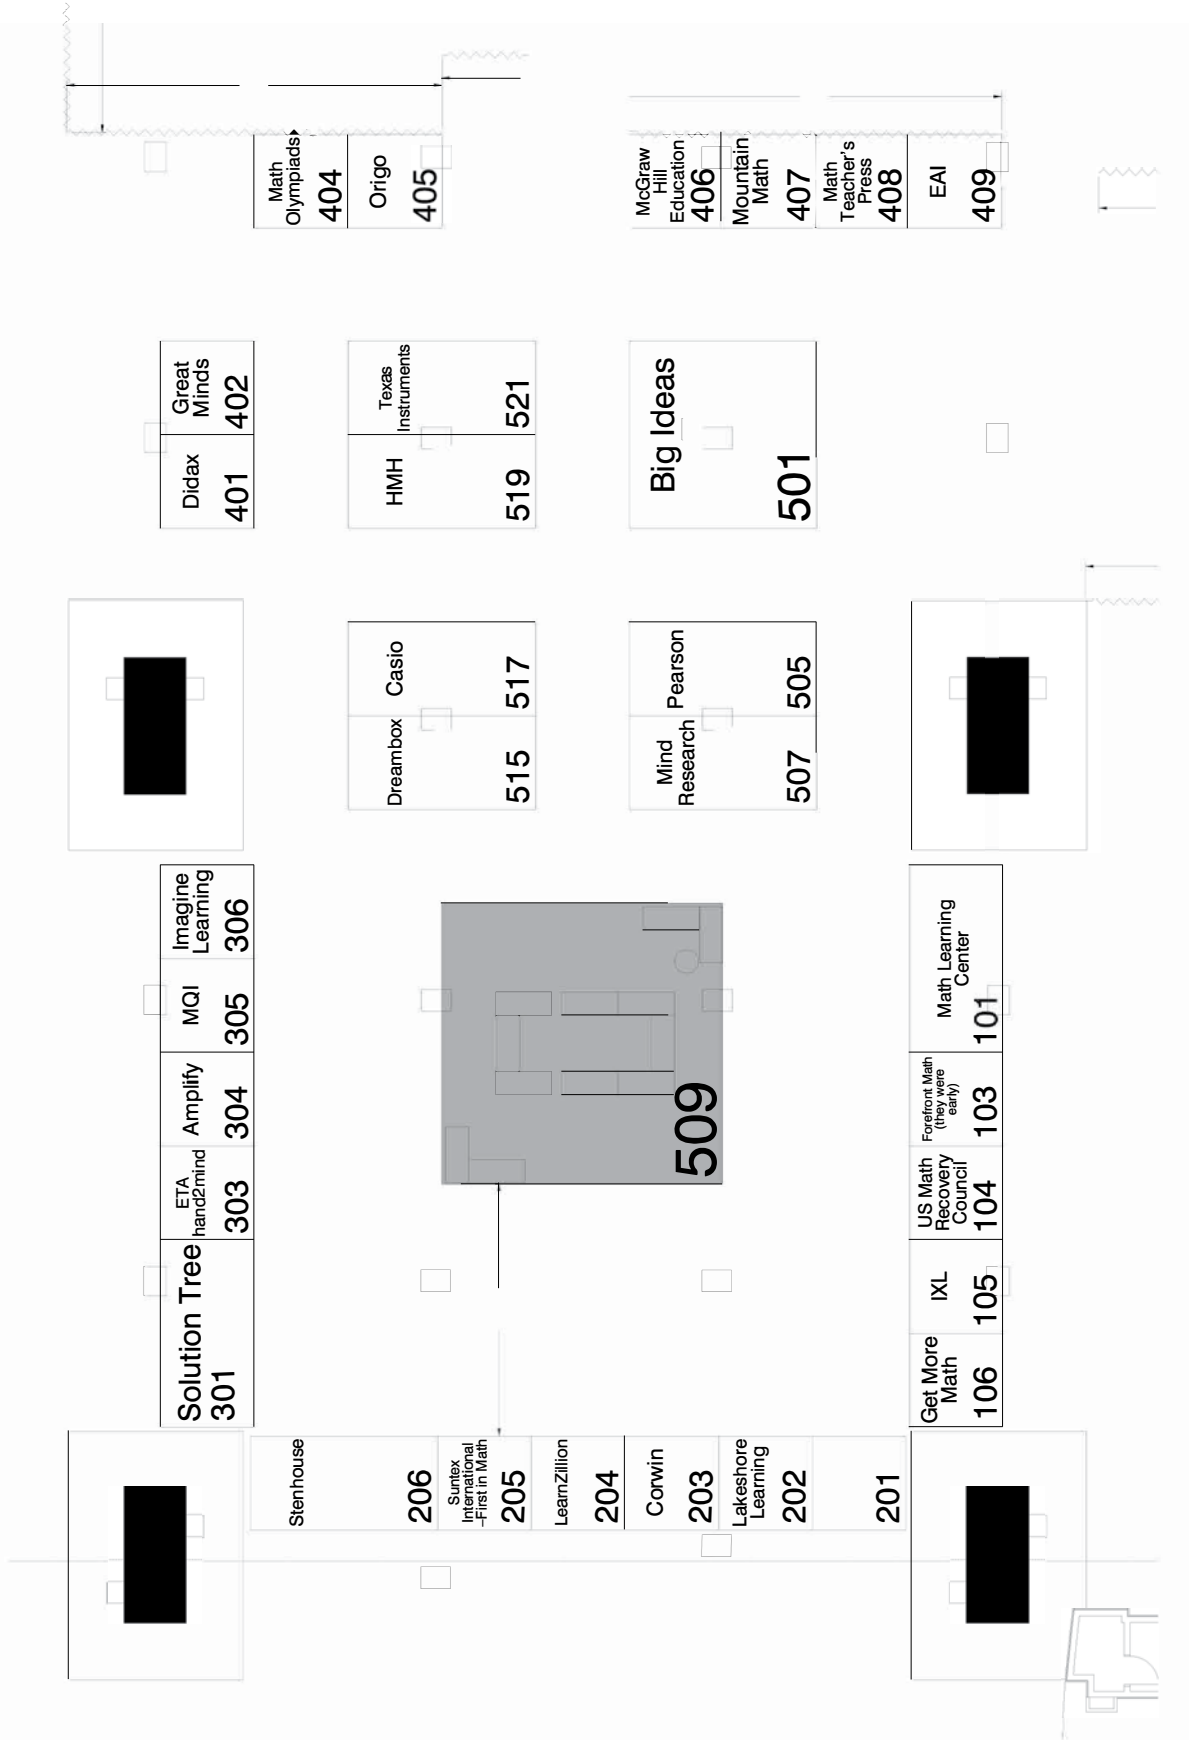 Math
Olympiads
404
Origo
405
McGraw
Hill
Education
406
Mountain
Math
407
Math
Teacher's
Press
408
EAI
409
Great
Minds
402
Didax
401
Texas
Instruments
521
HMH
519
Big Ideas
501
Casio
517
Dreambox
515
Pearson
505
Mind
Research
507
Imagine
Learning
306
MQI
305
Amplify
304
ETA
hand2mind
303
Solution Tree
301
509
Math Learning
Center
101
Forefront Math
(they were
early)
103
US Math
Recovery
Council
104
IXL
105
Get More
Math
106
Stenhouse
206
Suntex
International
–First in Math
205
LearnZillion
204
Corwin
203
Lakeshore
Learning
202
201